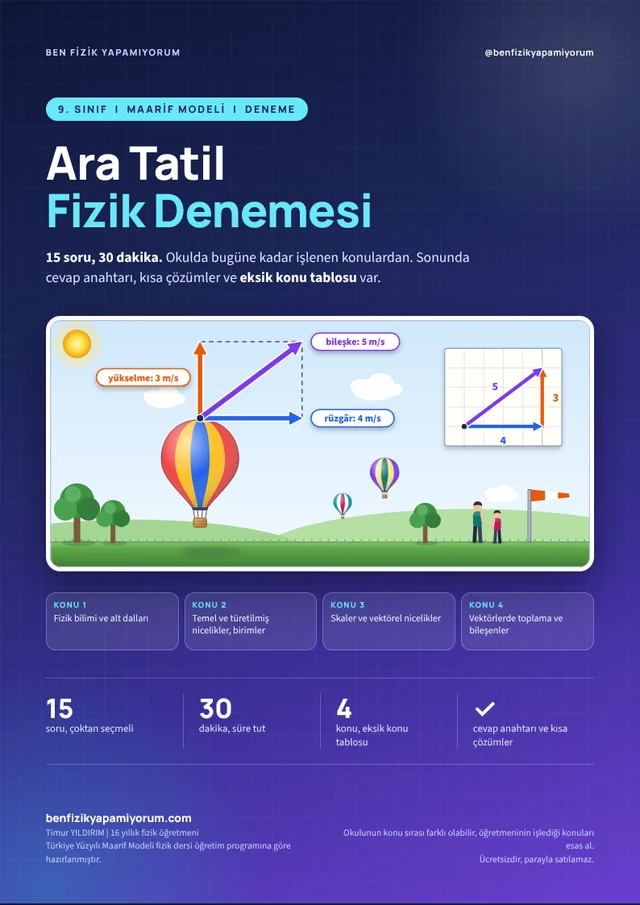 BEN FİZİK YAPAMIYORUM
@benfizikyapamiyorum
9. SINIF I MAARİF MODELİ I DENEME
Ara Tatil
Fizik Denemesi
15 soru, 30 dakika. Okulda bugüne kadar işlenen konulardan. Sonunda
cevap anahtarı, kısa çözümler ve eksik konu tablosu var.
bileşke: 5 m/s
yükselme: 3 m/s
rüzgâr: 4 m/s
5
3
4
KONU 1
Fizik bilimi ve alt dalları
KONU 2
Temel ve türetilmiş
nicelikler, birimler
KONU 3
Skaler ve vektörel nicelikler
KONU 4
Vektörlerde toplama ve
bileşenler
15
soru, çoktan seçmeli
30
dakika, süre tut
4
konu, eksik konu
tablosu
cevap anahtarı ve kısa
çözümler
benfizikyapamiyorum.com
Timur YILDIRIM | 16 yıllık fizik öğretmeni
Türkiye Yüzyılı Maarif Modeli fizik dersi öğretim programına göre
hazırlanmıştır.
Okulunun konu sırası farklı olabilir, öğretmeninin işlediği konuları
esas al.
Ücretsizdir, parayla satılamaz.